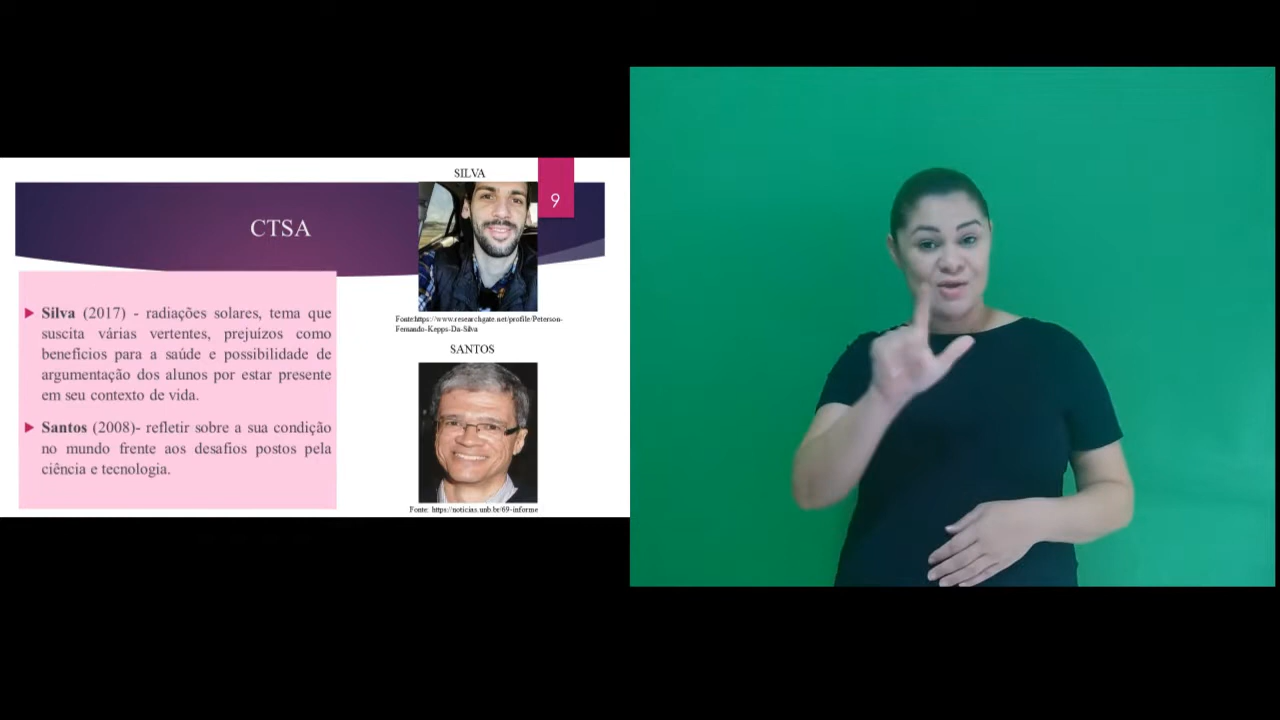 CTSA
9
Silva (2017) - radiações solares, tema que
suscita várias vertentes, prejuízos como
benefícios para a saúde e possibilidade de
argumentação dos alunos por estar presente
em seu contexto de vida.
Santos (2008)- refletir sobre a sua condição
no mundo frente aos desafios postos pela
ciência e tecnologia.
SILVA
Fonte:https://www.researchgate.net/profile/Peterson-
Fernando-Kepps-Da-Silva
SANTOS
Fonte: https://noticias.unb.br/69-informe